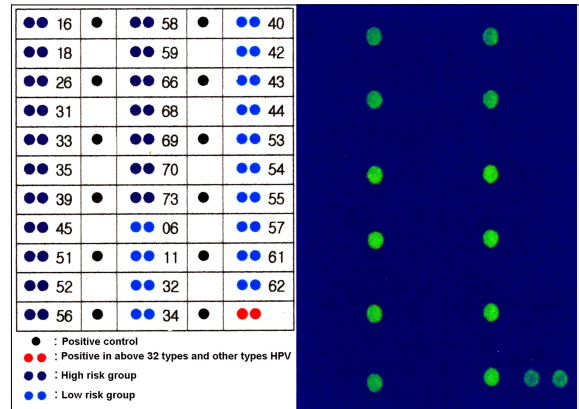 16 58 40
18 59 42
26 66 43
31 68 44
33 69 53
35 70 54
39 73 55
45 06 57
51 11 61
52 32 62
56 34
: Positive control
: Positive in above 32 types and other types HPV
: High risk group
: Low risk group